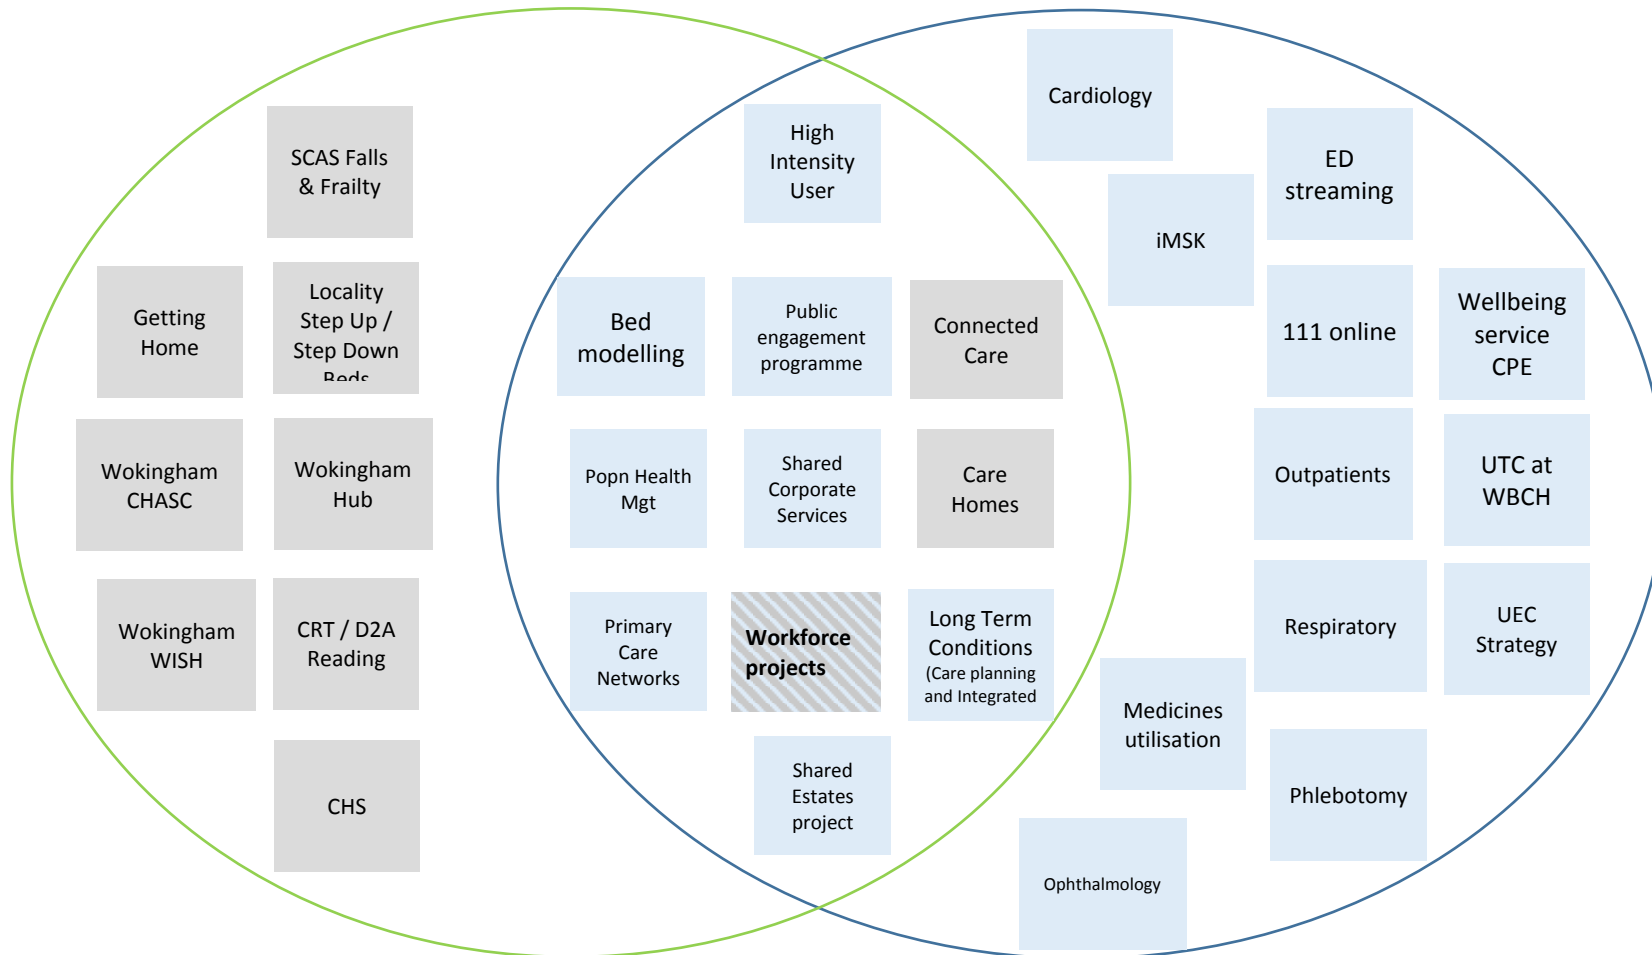 SCAS Falls
& Frailty
Getting
Home
Locality
Step Up /
Step Down
Beds
Wokingham
CHASC
Wokingham
Hub
Wokingham
WISH
CRT / D2A
Reading
CHS
High
Intensity
User
Bed
modelling
Public
engagement
programme
Connected
Care
Popn Health
Mgt
Shared
Corporate
Services
Care
Homes
Primary
Care
Networks
Workforce
projects
Long Term
Conditions
(Care planning
and Integrated
Shared
Estates
project
Cardiology
iMSK
ED
streaming
111 online
Wellbeing
service
CPE
Outpatients
UTC at
WBCH
Respiratory
UEC
Strategy
Medicines
utilisation
Phlebotomy
Ophthalmology